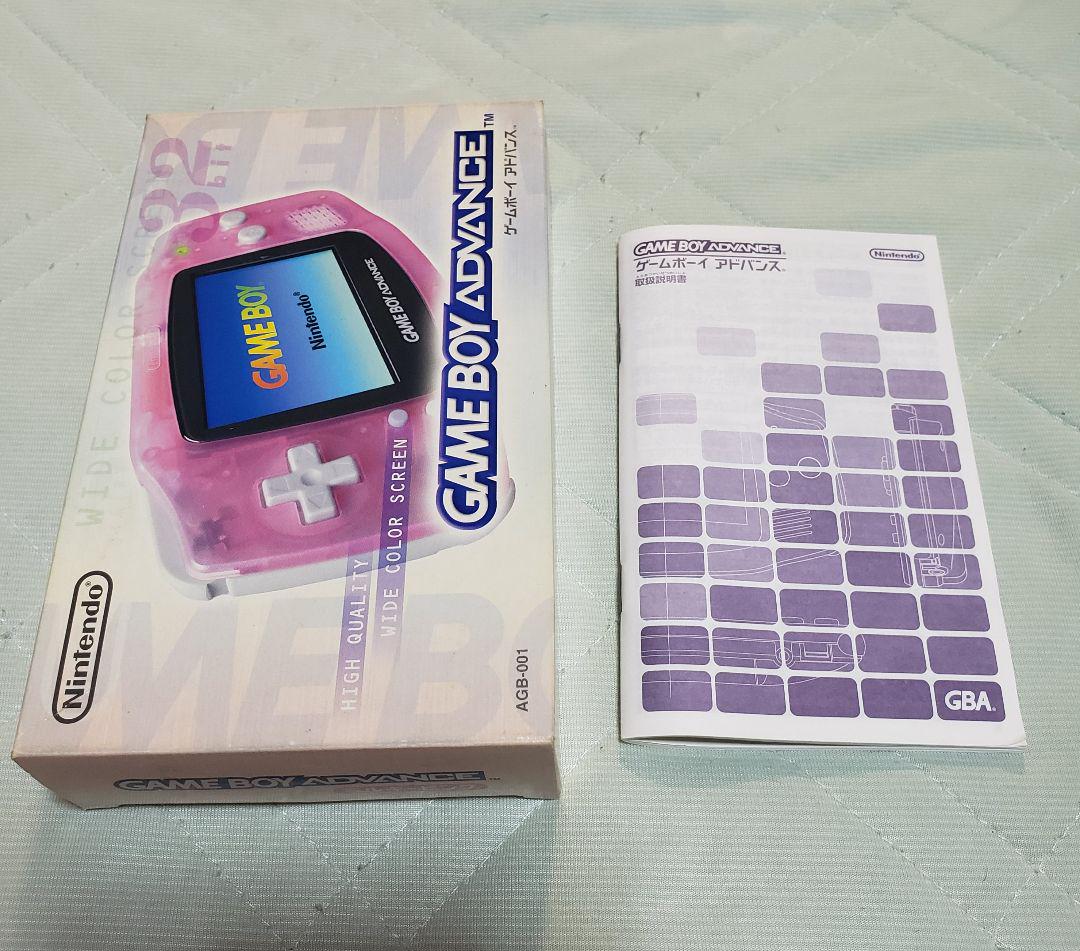 GAME BOY ADVANCE™
ゲームボーイ アドバンス®
32 Bit
WIDE COLOR SCR
GAME BOY
Nintendo®
GAME BOY ADVANCE
HIGH QUALITY
WIDE COLOR SCREEN
Nintendo®
AGB-001
GAME BOY ADVANCE™
GAME BOY ADVANCE
Nintendo®
ゲームボーイ アドバンス®
取扱説明書
GBA®